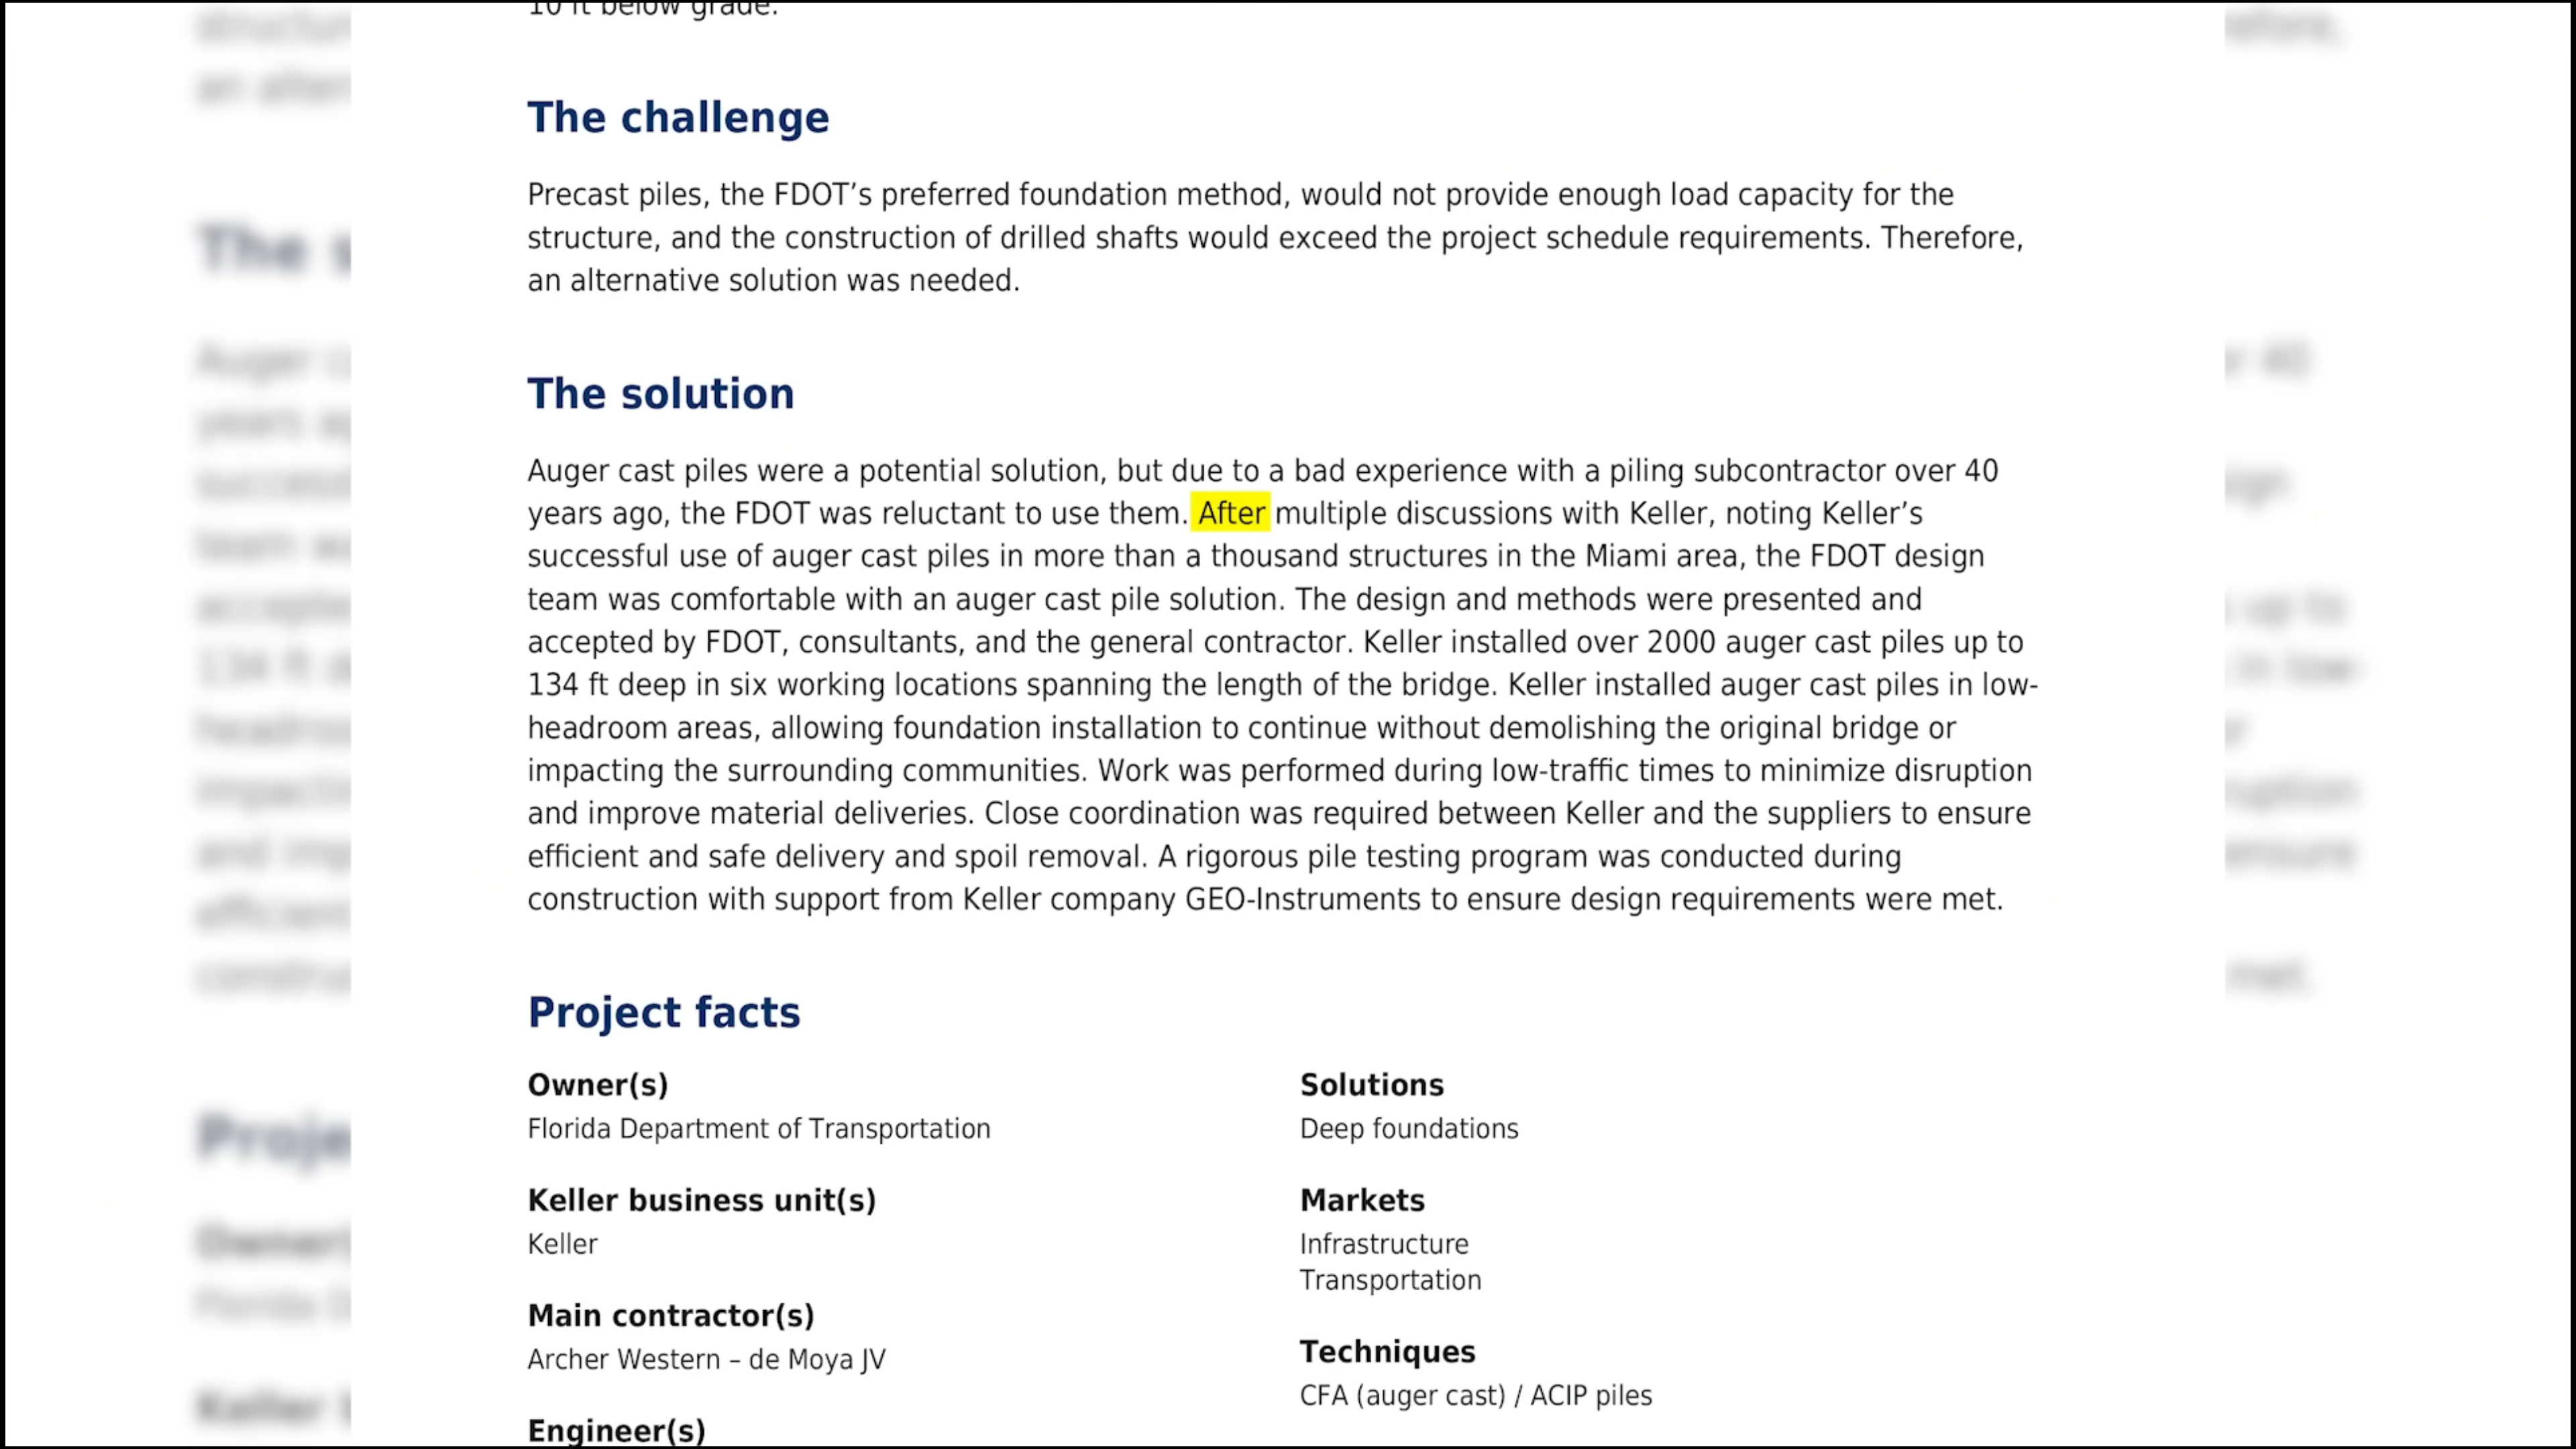 10 ft below grade.
The challenge
Precast piles, the FDOT’s preferred foundation method, would not provide enough load capacity for the
structure, and the construction of drilled shafts would exceed the project schedule requirements. Therefore,
an alternative solution was needed.
The solution
Auger cast piles were a potential solution, but due to a bad experience with a piling subcontractor over 40
years ago, the FDOT was reluctant to use them. After multiple discussions with Keller, noting Keller’s
successful use of auger cast piles in more than a thousand structures in the Miami area, the FDOT design
team was comfortable with an auger cast pile solution. The design and methods were presented and
accepted by FDOT, consultants, and the general contractor. Keller installed over 2000 auger cast piles up to
134 ft deep in six working locations spanning the length of the bridge. Keller installed auger cast piles in low-
headroom areas, allowing foundation installation to continue without demolishing the original bridge or
impacting the surrounding communities. Work was performed during low-traffic times to minimize disruption
and improve material deliveries. Close coordination was required between Keller and the suppliers to ensure
efficient and safe delivery and spoil removal. A rigorous pile testing program was conducted during
construction with support from Keller company GEO-Instruments to ensure design requirements were met.
Project facts
Owner(s)
Florida Department of Transportation
Keller business unit(s)
Keller
Main contractor(s)
Archer Western – de Moya JV
Engineer(s)
Solutions
Deep foundations
Markets
Infrastructure
Transportation
Techniques
CFA (auger cast) / ACIP piles